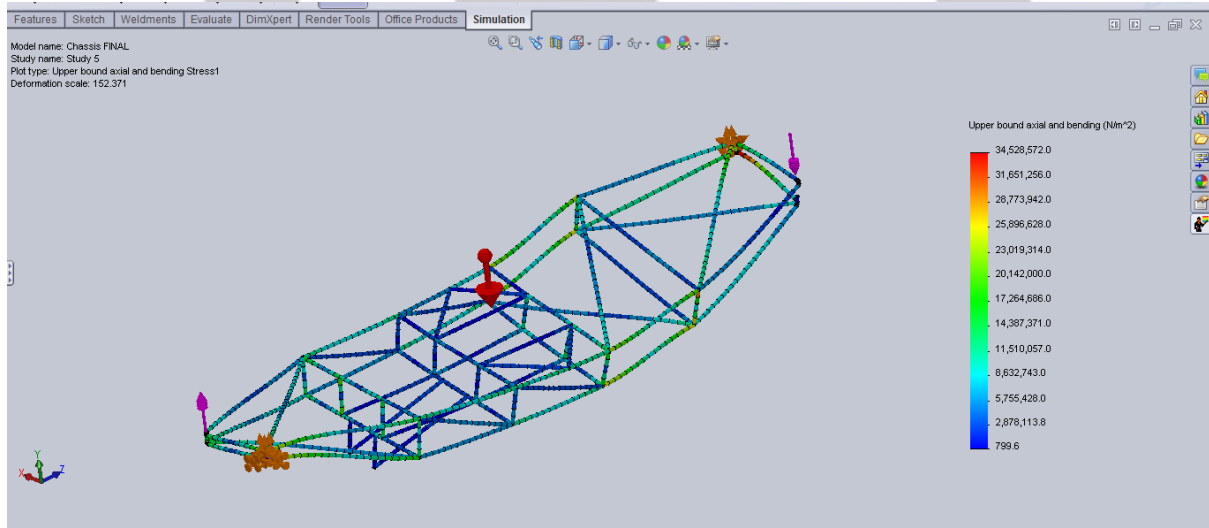 Features Sketch Weldments Evaluate DimXpert Render Tools Office Products Simulation
Model name: Chassis FINAL
Study name: Study 5
Plot type: Upper bound axial and bending Stress1
Deformation scale: 152.371
Upper bound axial and bending (N/m^2)
34,528,572.0
31,651,256.0
28,773,942.0
25,896,628.0
23,019,314.0
20,142,000.0
17,264,686.0
14,387,371.0
11,510,057.0
8,632,743.0
5,755,428.0
2,878,113.8
799.6
Y
X Z